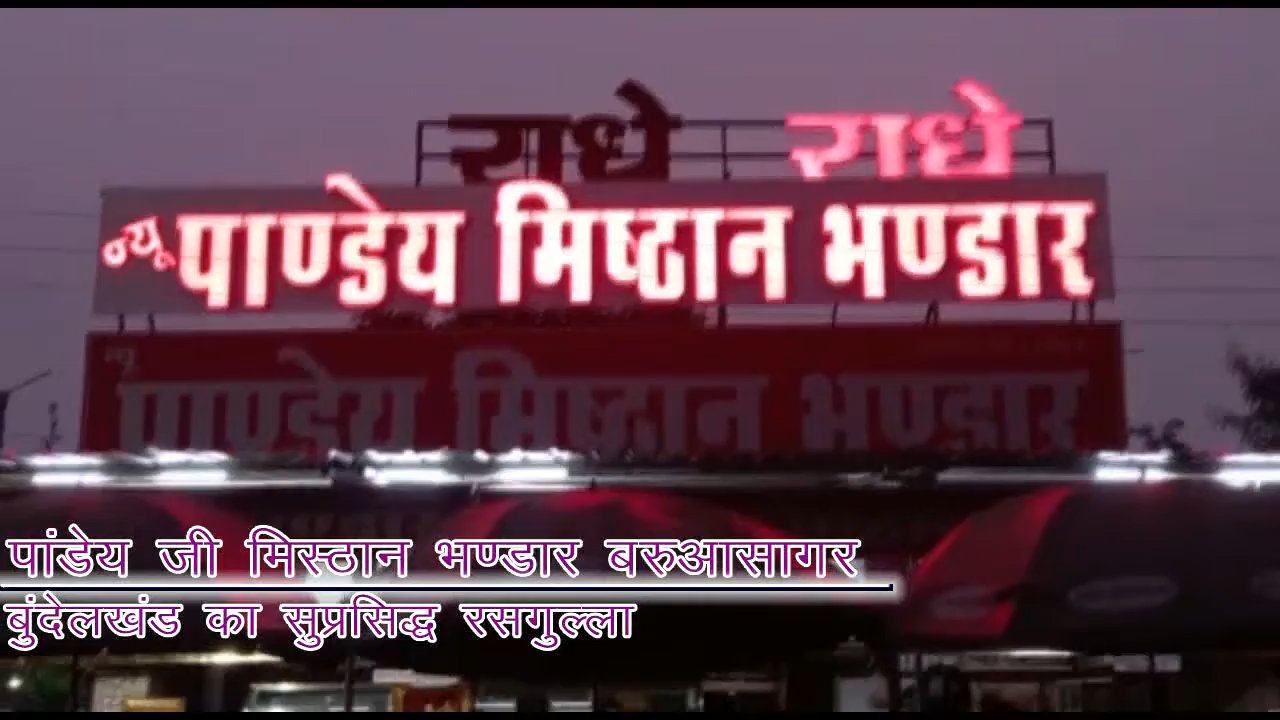 राधे राधे
न्यू पाण्डेय मिष्ठान भण्डार
न्यू
पाण्डेय मिष्ठान भण्डार
पांडेय जी मिस्ठान भण्डार बरुआसागर
बुंदेलखंड का सुप्रसिद्ध रसगुल्ला